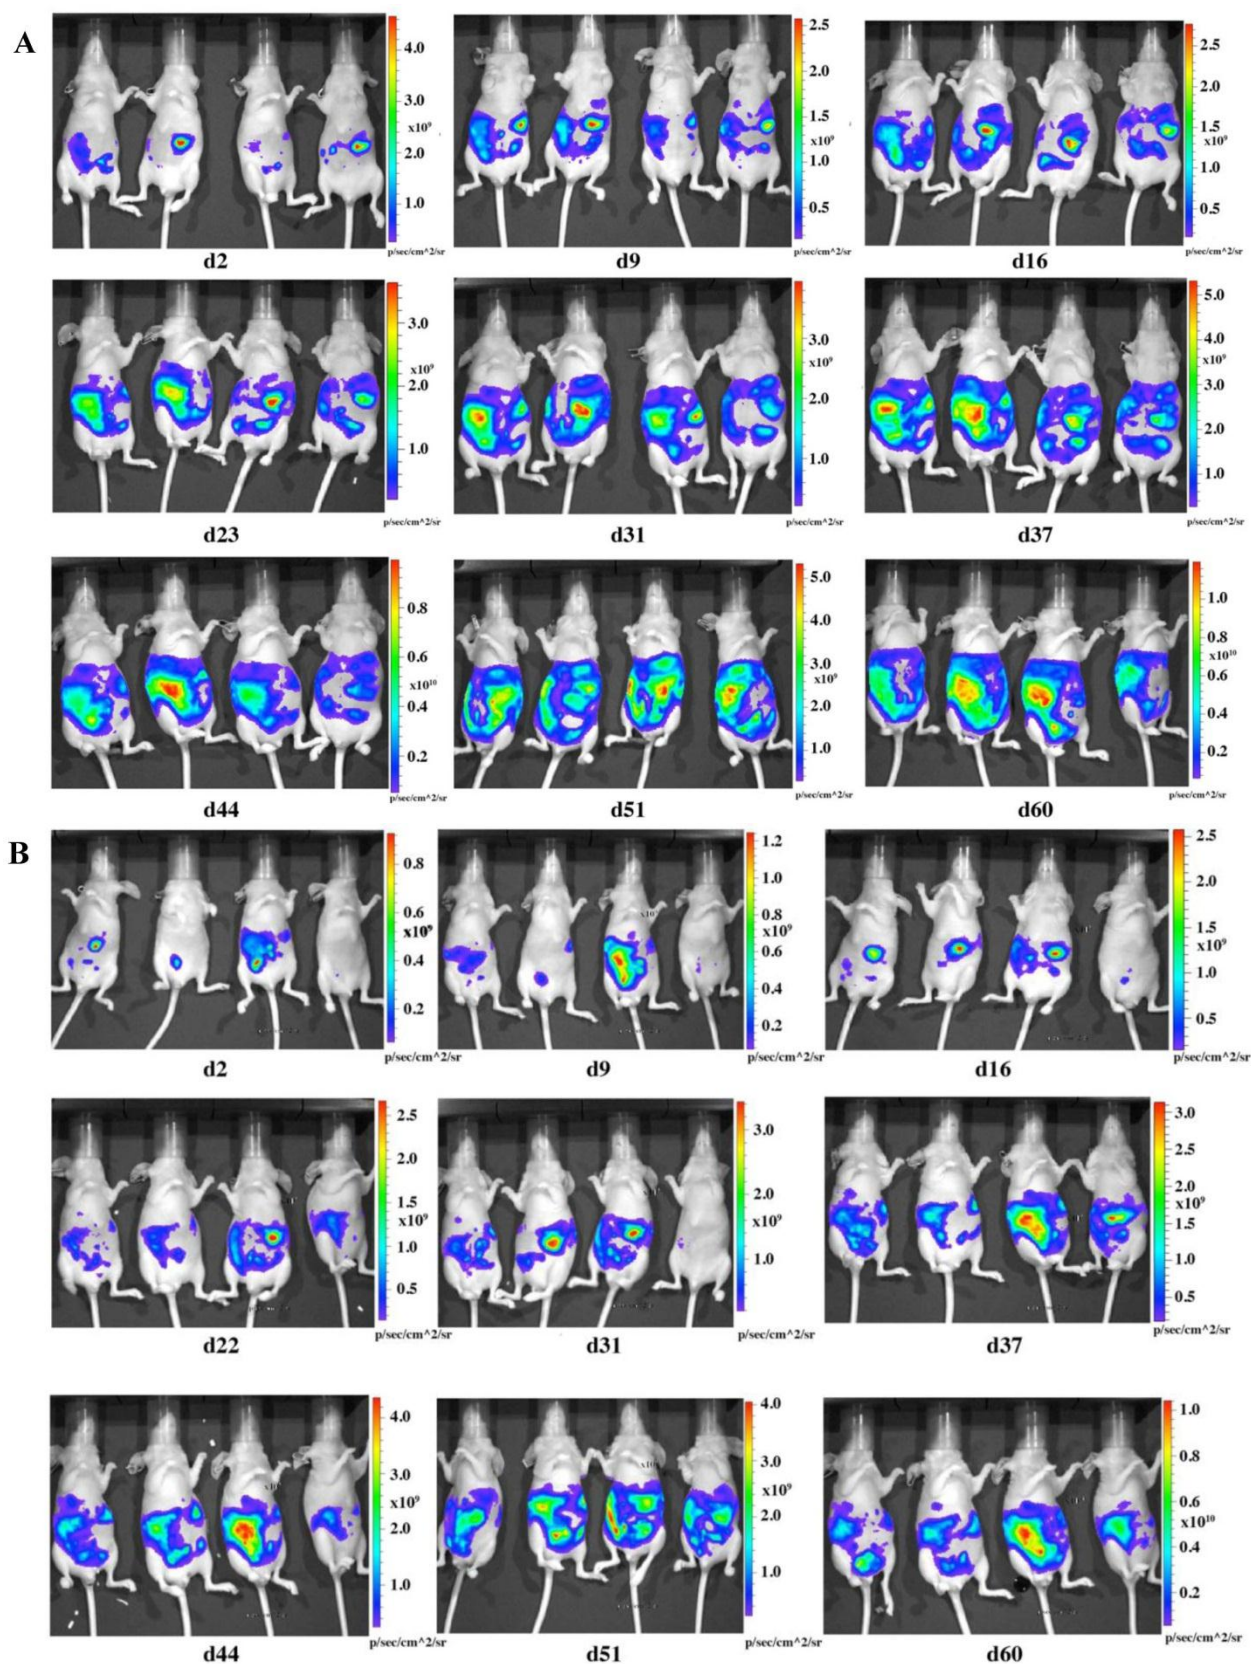 A
4.0
3.0
x10⁹
2.0
1.0
p/sec/cm^2/sr
d2
2.5
2.0
1.5
x10⁹
1.0
0.5
p/sec/cm^2/sr
d9
2.5
2.0
1.5
x10⁹
1.0
0.5
p/sec/cm^2/sr
d16
3.0
x10⁹
2.0
1.0
p/sec/cm^2/sr
d23
3.0
x10⁹
2.0
1.0
p/sec/cm^2/sr
d31
5.0
4.0
x10⁹
3.0
2.0
1.0
p/sec/cm^2/sr
d37
0.8
0.6
x10¹⁰
0.4
0.2
p/sec/cm^2/sr
d44
5.0
4.0
3.0
x10⁹
2.0
1.0
p/sec/cm^2/sr
d51
1.0
0.8
x10¹⁰
0.6
0.4
0.2
p/sec/cm^2/sr
d60
B
0.8
0.6
x10⁹
0.4
0.2
p/sec/cm^2/sr
d2
1.2
1.0
0.8
x10⁹
0.6
0.4
0.2
p/sec/cm^2/sr
d9
2.5
2.0
1.5
x10⁹
1.0
0.5
p/sec/cm^2/sr
d16
2.5
2.0
1.5
x10⁹
1.0
0.5
p/sec/cm^2/sr
d22
3.0
2.0
x10⁹
1.0
p/sec/cm^2/sr
d31
3.0
2.5
2.0
x10⁹
1.5
1.0
0.5
p/sec/cm^2/sr
d37
4.0
3.0
x10⁹
2.0
1.0
p/sec/cm^2/sr
d44
4.0
3.0
x10⁹
2.0
1.0
p/sec/cm^2/sr
d51
1.0
0.8
0.6
x10¹⁰
0.4
0.2
p/sec/cm^2/sr
d60